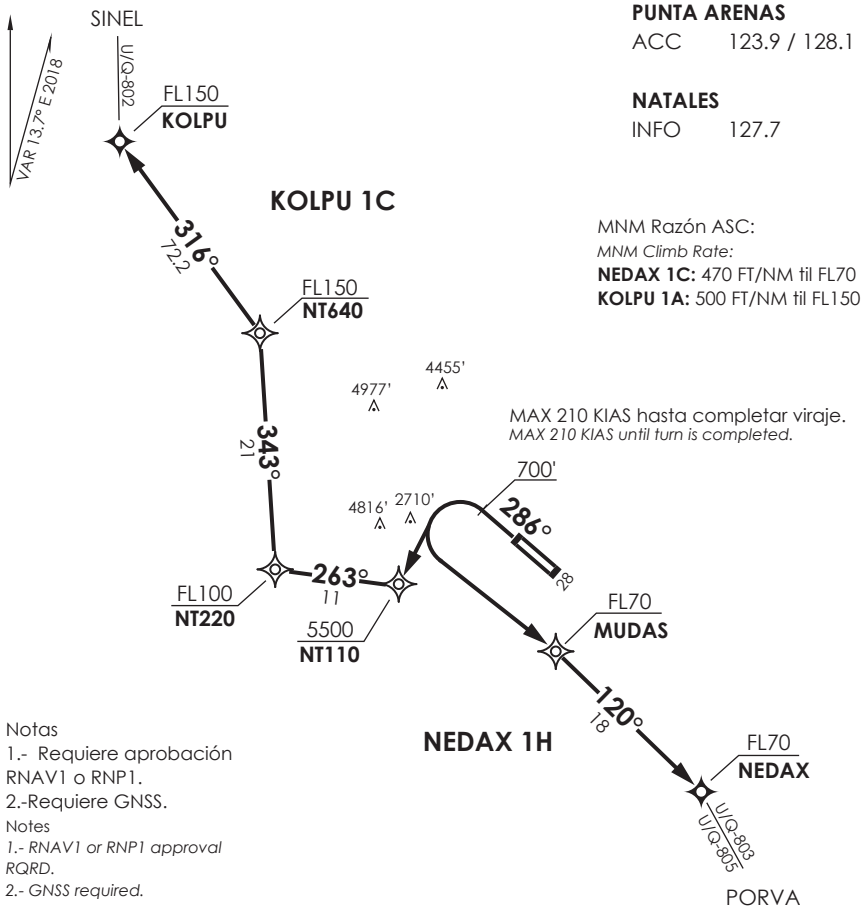 SINEL
U/Q-802
VAR 13.7° E 2018
FL150
KOLPU
PUNTA ARENAS
ACC 123.9 / 128.1
NATALES
INFO 127.7
KOLPU 1C
316°
72.2
MNM Razón ASC:
MNM Climb Rate:
NEDAX 1C: 470 FT/NM til FL70
KOLPU 1A: 500 FT/NM til FL150
FL150
NT640
4977'
4455'
MAX 210 KIAS hasta completar viraje.
MAX 210 KIAS until turn is completed.
343°
21
700'
286°
28
4816'
2710'
FL100
NT220
263°
11
5500
NT110
FL70
MUDAS
120°
18
NEDAX 1H
FL70
NEDAX
U/Q-803
U/Q-805
PORVA
Notas
1.- Requiere aprobación
RNAV1 o RNP1.
2.-Requiere GNSS.
Notes
1.- RNAV1 or RNP1 approval
RQRD.
2.- GNSS required.